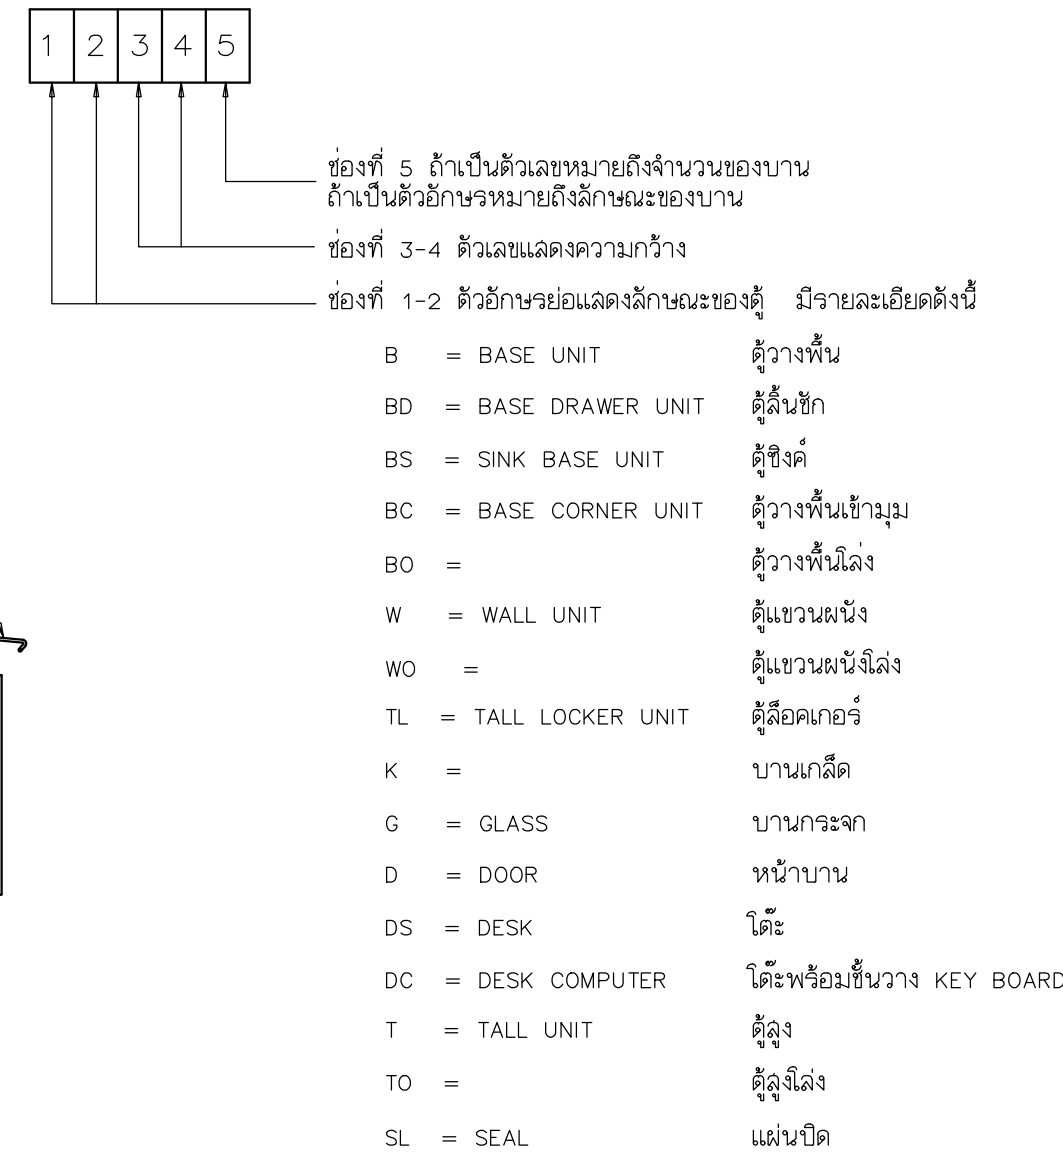 1 2 3 4 5
ช่องที่ 5 ถ้าเป็นตัวเลขหมายถึงจำนวนของบาน
ถ้าเป็นตัวอักษรหมายถึงลักษณะของบาน
ช่องที่ 3-4 ตัวเลขแสดงความกว้าง
ช่องที่ 1-2 ตัวอักษรย่อแสดงลักษณะของตู้ มีรายละเอียดดังนี้
B = BASE UNIT ตู้วางพื้น
BD = BASE DRAWER UNIT ตู้ลิ้นชัก
BS = SINK BASE UNIT ตู้ซิงค์
BC = BASE CORNER UNIT ตู้วางพื้นเข้ามุม
BO = ตู้วางพื้นโล่ง
W = WALL UNIT ตู้แขวนผนัง
WO = ตู้แขวนผนังโล่ง
TL = TALL LOCKER UNIT ตู้ล็อคเกอร์
K = บานเกล็ด
G = GLASS บานกระจก
D = DOOR หน้าบาน
DS = DESK โต๊ะ
DC = DESK COMPUTER โต๊ะพร้อมชั้นวาง KEY BOARD
T = TALL UNIT ตู้สูง
TO = ตู้สูงโล่ง
SL = SEAL แผ่นปิด